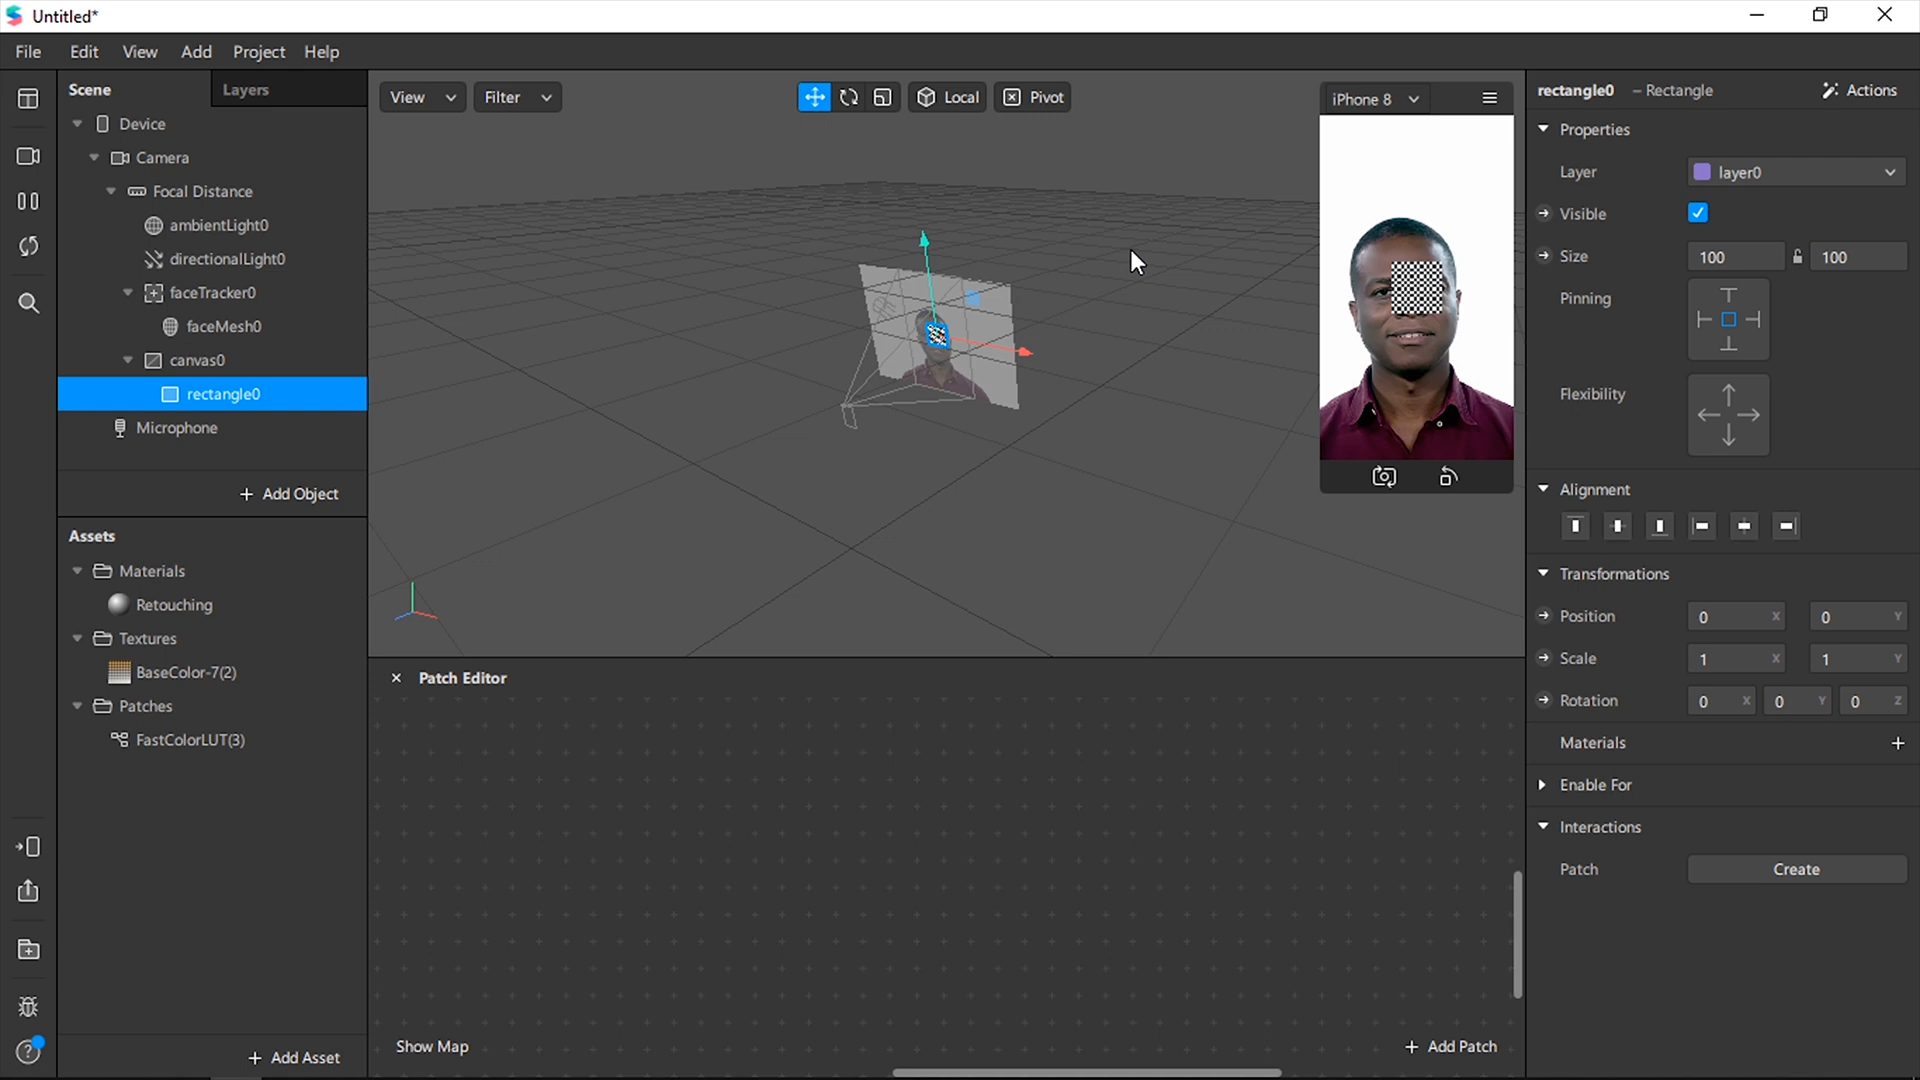 Untitled*
File Edit View Add Project Help
Scene Layers
Device
Camera
Focal Distance
ambientLight0
directionalLight0
faceTracker0
faceMesh0
canvas0
rectangle0
Microphone
+ Add Object
Assets
Materials
Retouching
Textures
BaseColor-7(2)
Patches
FastColorLUT(3)
+ Add Asset
View Filter Local Pivot
iPhone 8
× Patch Editor
Show Map
+ Add Patch
rectangle0 – Rectangle Actions
Properties
Layer layer0
Visible
Size 100 100
Pinning
Flexibility
Alignment
Transformations
Position 0 X 0 Y
Scale 1 X 1 Y
Rotation 0 X 0 Y 0 Z
Materials +
Enable For
Interactions
Patch Create